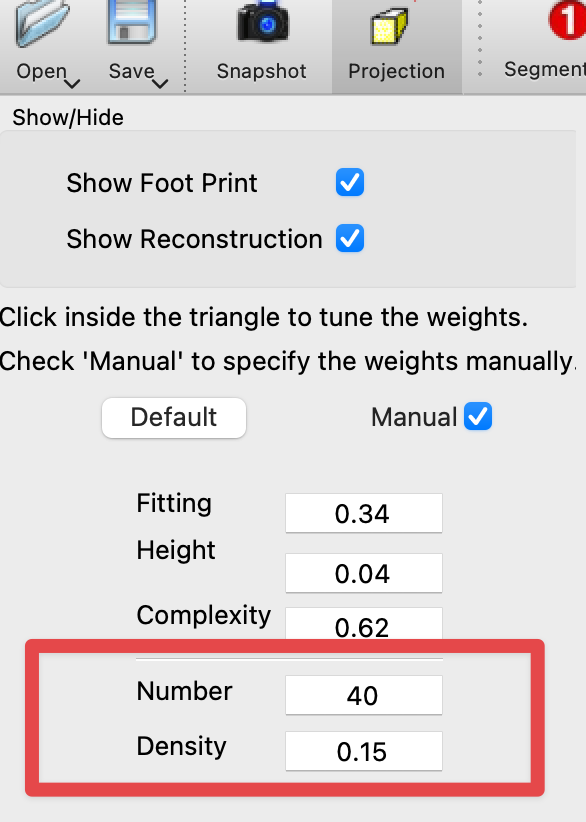 Open Save Snapshot Projection
1
Show/Hide
Show Foot Print
Show Reconstruction
Click inside the triangle to tune the weights.
Check 'Manual' to specify the weights manually.
Default Manual
Fitting 0.34
Height 0.04
Complexity 0.62
Number 40
Density 0.15